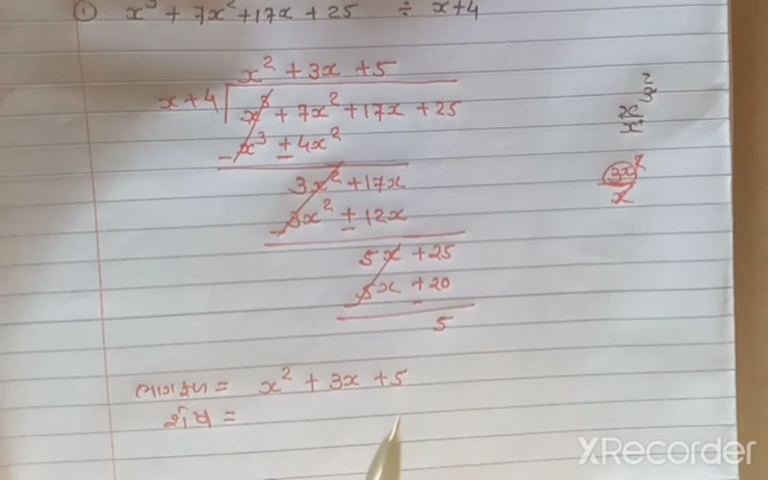 ① x³ + 7x² + 17x + 25 ÷ x + 4
x² + 3x + 5
x + 4 x³ + 7x² + 17x + 25
- x³ ± 4x²
3x² + 17x
- 3x² ± 12x
5x + 25
- 5x + 20
5
x³
x
3x²
x
ભાગફળ = x² + 3x + 5
શેષ =
XRecorder